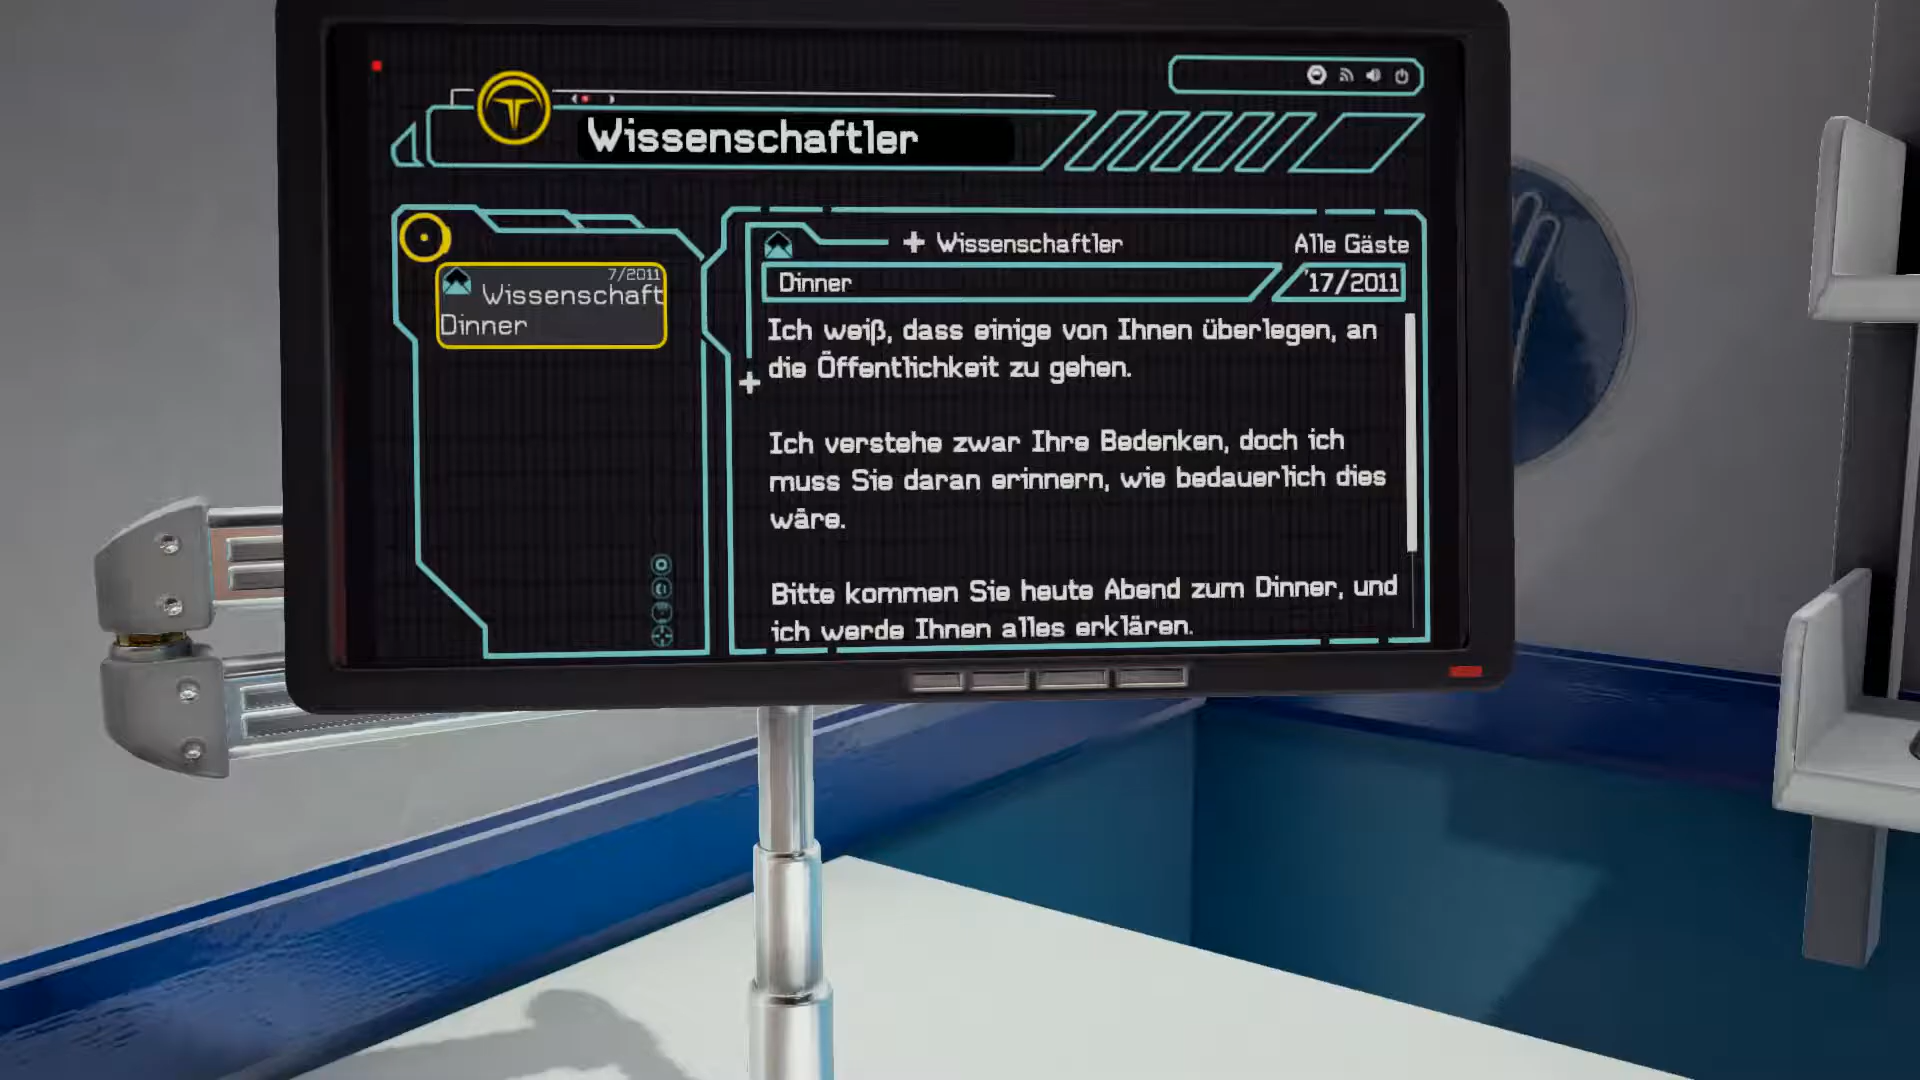 Wissenschaftler
7/2011
Wissenschaft
Dinner
Wissenschaftler
Alle Gäste
Dinner
17/2011
Ich weiß, dass einige von Ihnen überlegen, an
die Öffentlichkeit zu gehen.
Ich verstehe zwar Ihre Bedenken, doch ich
muss Sie daran erinnern, wie bedauerlich dies
wäre.
Bitte kommen Sie heute Abend zum Dinner, und
ich werde Ihnen alles erklären.